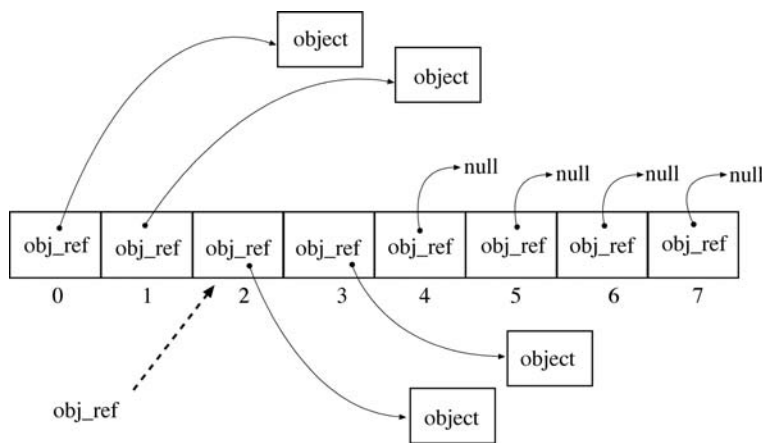 object
object
null
null
null
null
obj_ref
obj_ref
obj_ref
obj_ref
obj_ref
obj_ref
obj_ref
obj_ref
0
1
2
3
4
5
6
7
object
obj_ref
object